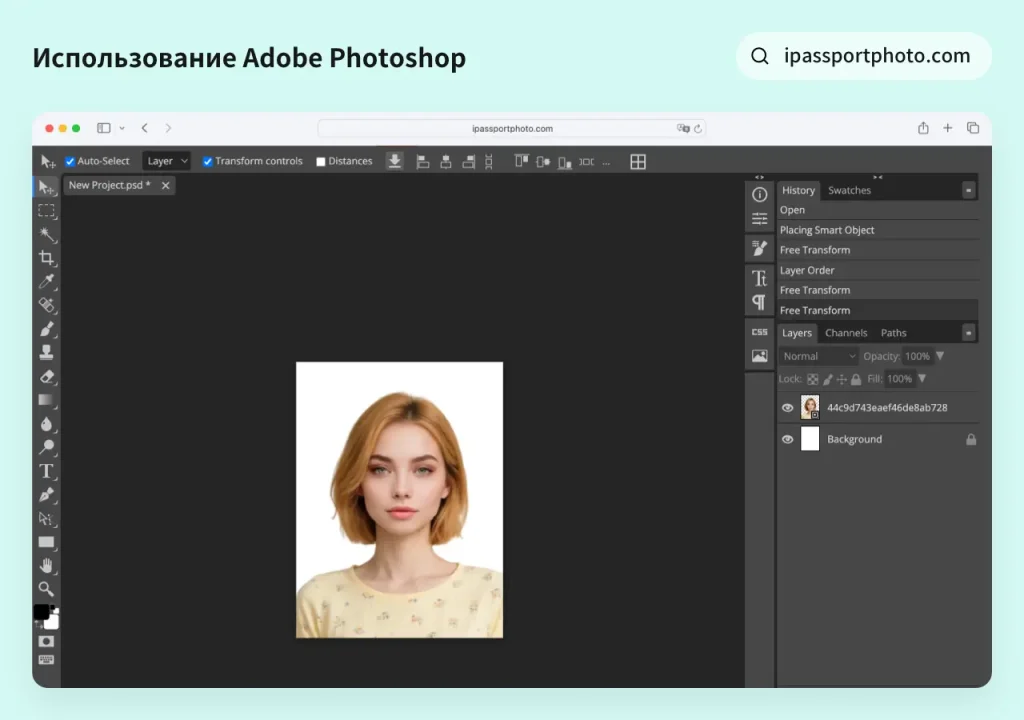 Использование Adobe Photoshop
ipassportphoto.com
ipassportphoto.com
Auto-Select Layer Transform controls Distances ...
New Project.psd *
History Swatches
Open
Placing Smart Object
Free Transform
Layer Order
Free Transform
Free Transform
Layers Channels Paths
Normal Opacity: 100%
Lock: Fill: 100%
44c9d743eaef46de8ab728
Background
CSS